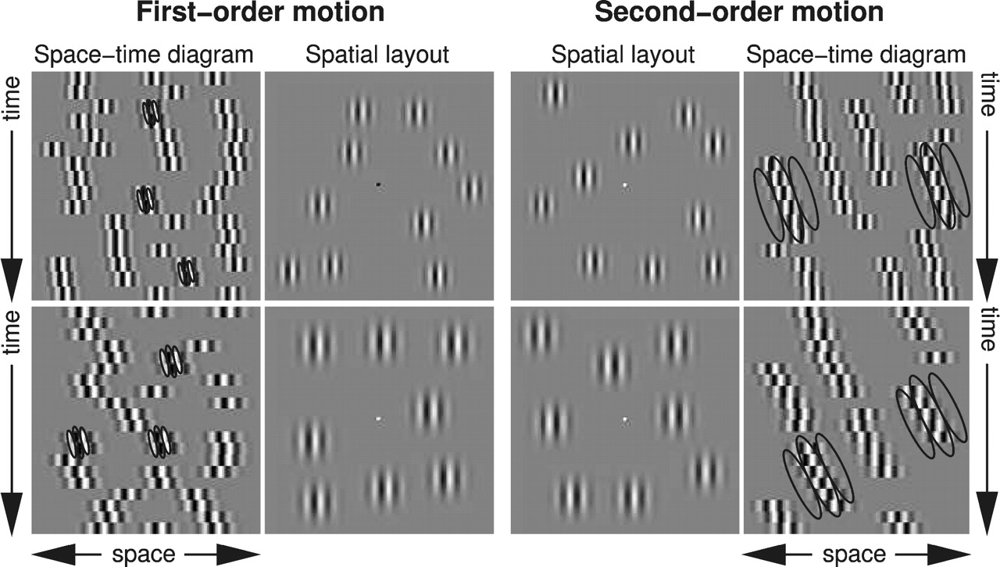 First−order motion
Second−order motion
Space−time diagram
Spatial layout
Spatial layout
Space−time diagram
time
time
time
time
space
space